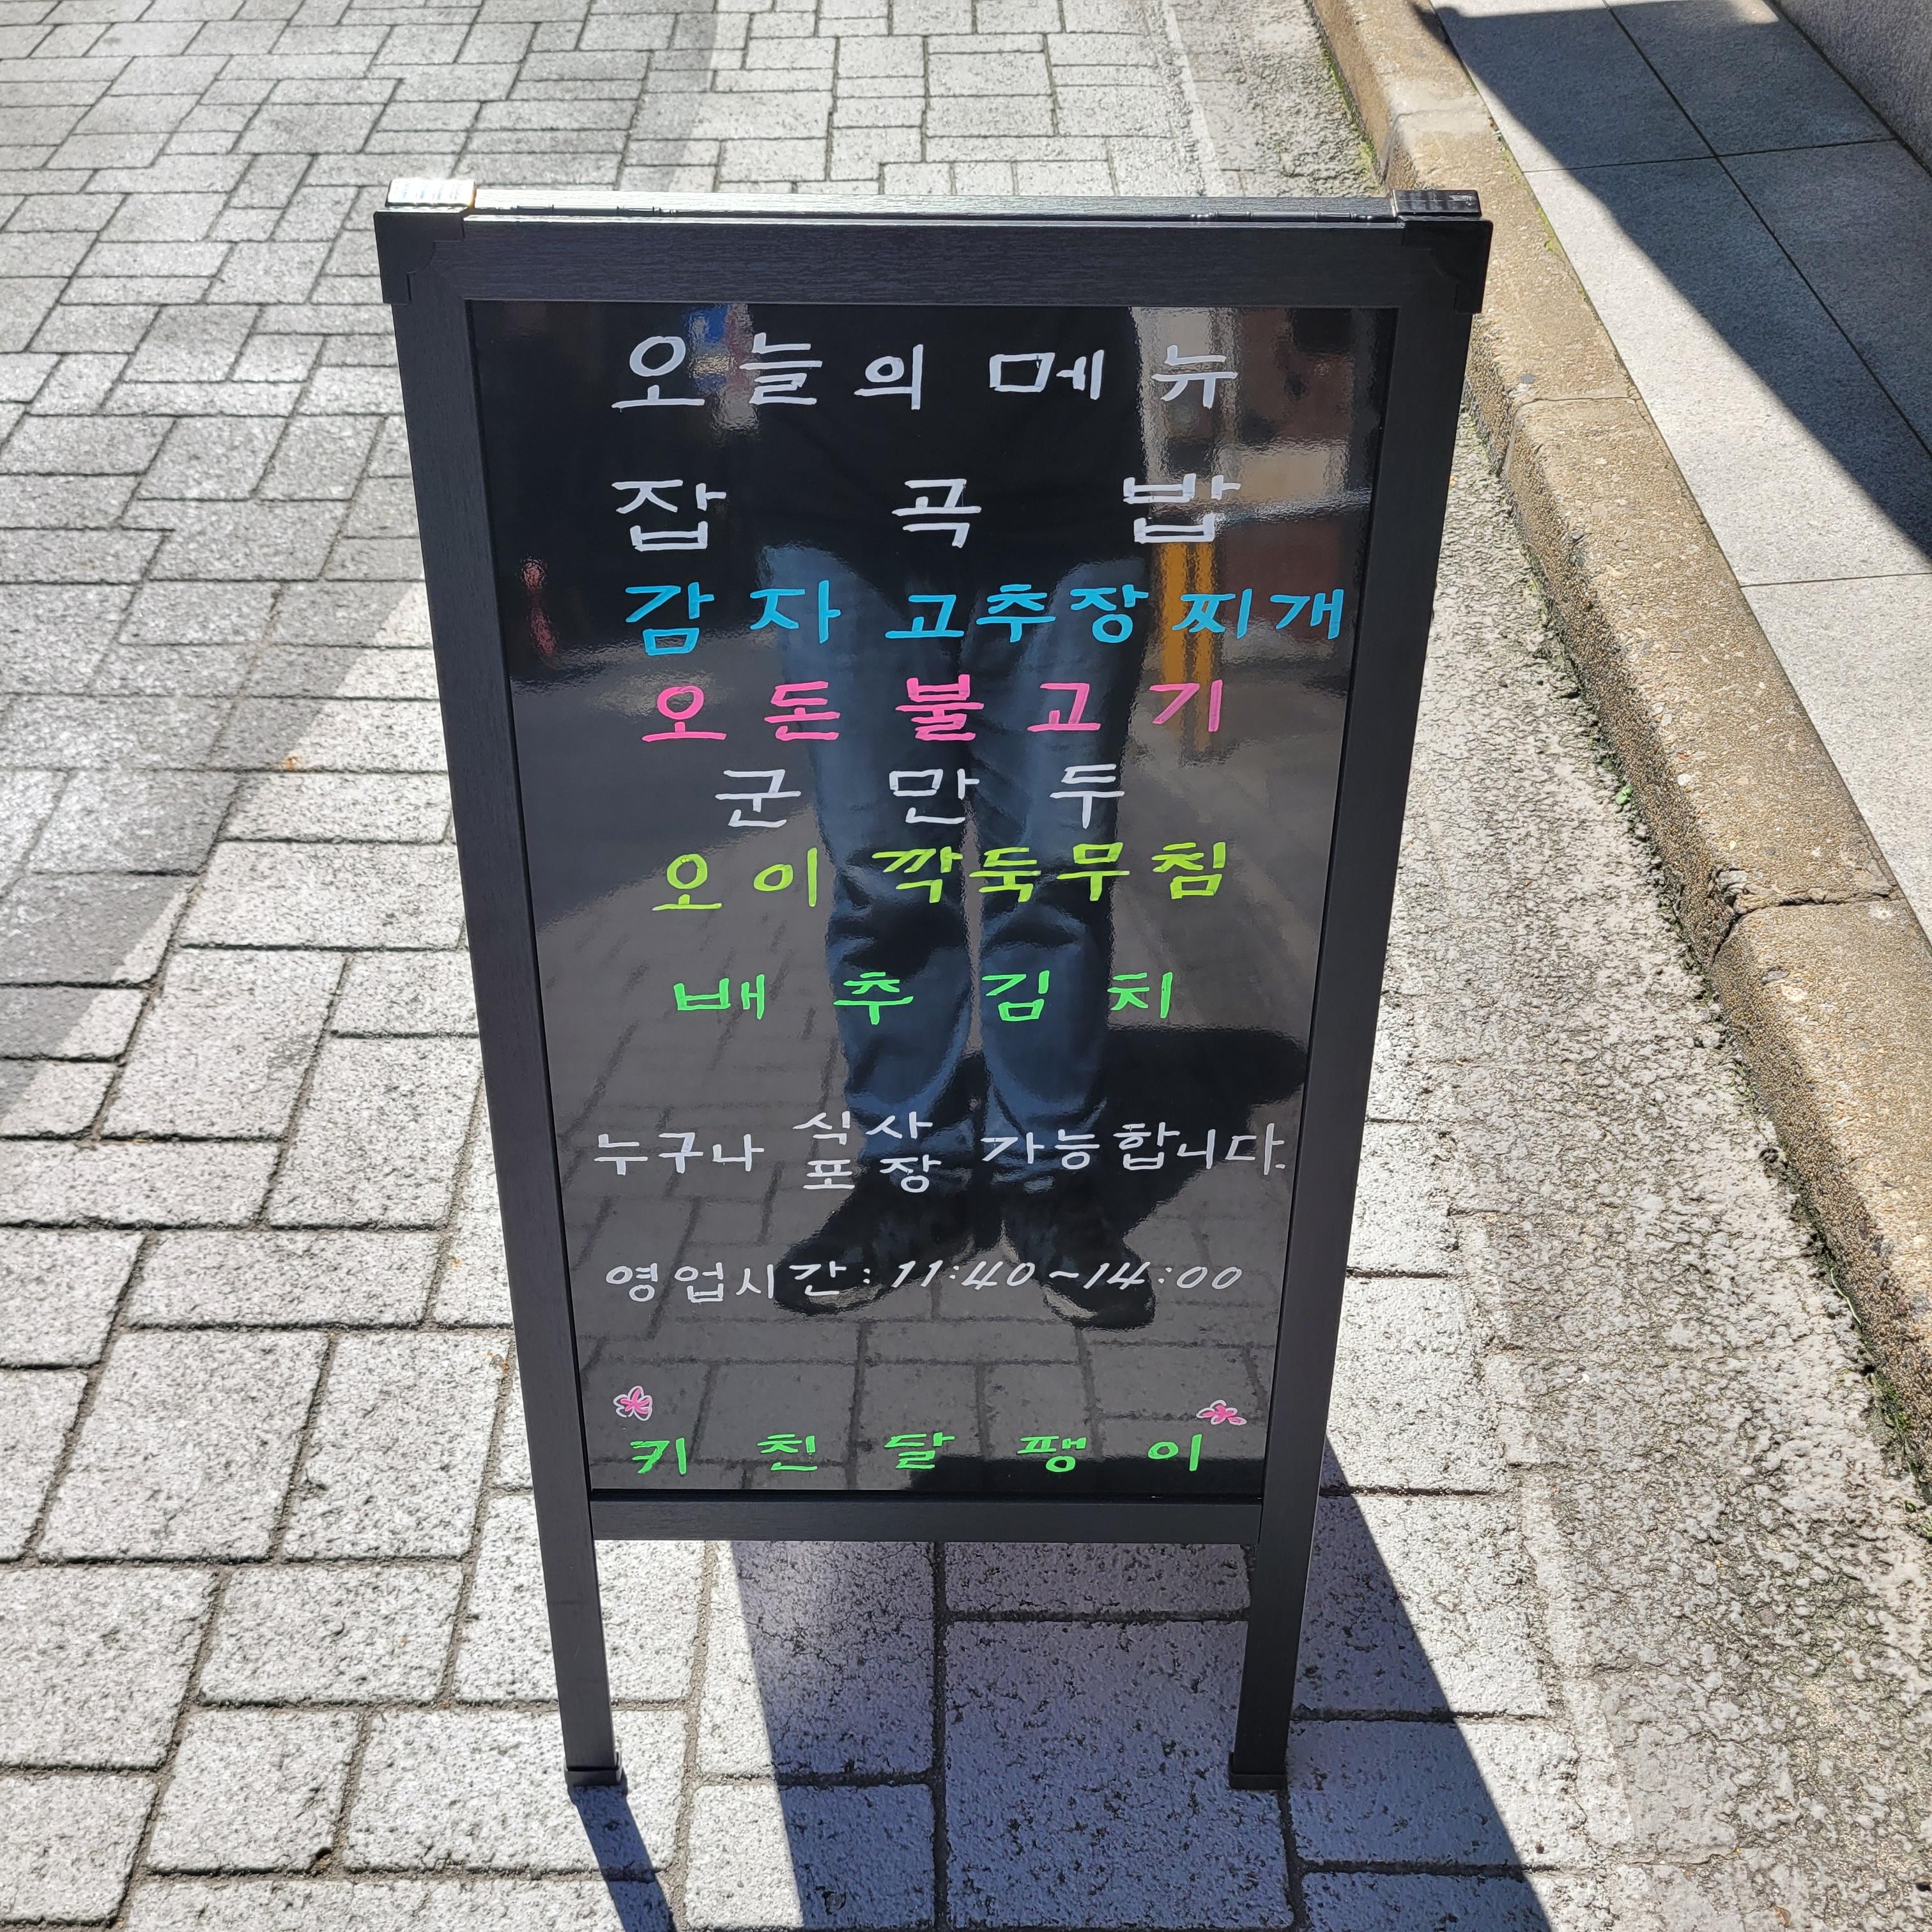 오늘의 메뉴
잡곡밥
감자 고추장찌개
오돈불고기
군만두
오이 깍둑무침
배추김치
누구나 식사 포장 가능합니다.
영업시간 : 11:40~14:00
키친달팽이